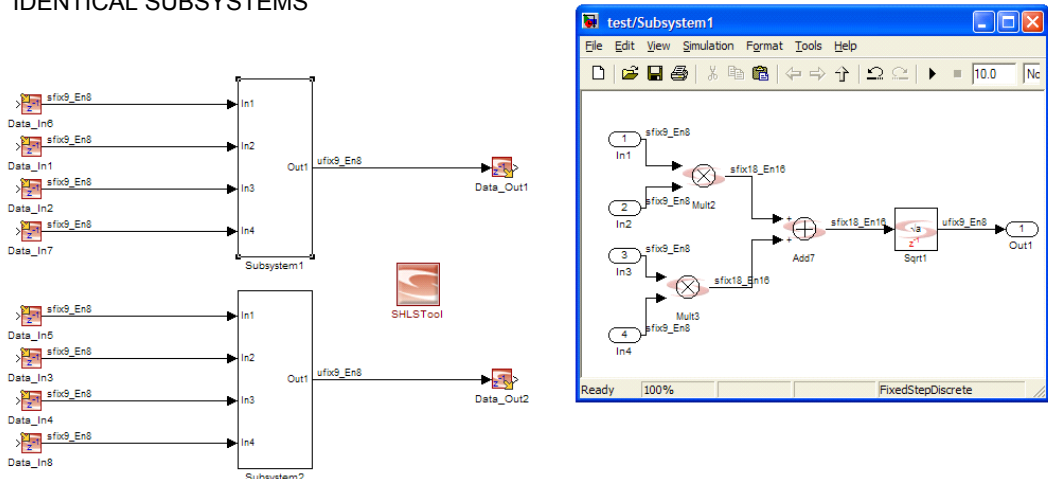 IDENTICAL SUBSYSTEMS
sfix9_En8
Data_In6
sfix9_En8
Data_In1
sfix9_En8
Data_In2
sfix9_En8
Data_In7
In1
In2
In3
In4
Out1
Subsystem1
ufix9_En8
Data_Out1
SHLSTool
sfix9_En8
Data_In5
sfix9_En8
Data_In3
sfix9_En8
Data_In4
sfix9_En8
Data_In8
In1
In2
In3
In4
Out1
Subsystem2
ufix9_En8
Data_Out2
test/Subsystem1
File Edit View Simulation Format Tools Help
10.0 Nc
1
In1
sfix9_En8
2
In2
sfix9_En8
Mult2
sfix18_En16
3
In3
sfix9_En8
4
In4
sfix9_En8
Mult3
sfix18_En16
+
+
Add7
sfix18_En16
√a
z-1
Sqrt1
ufix9_En8
1
Out1
Ready 100% FixedStepDiscrete